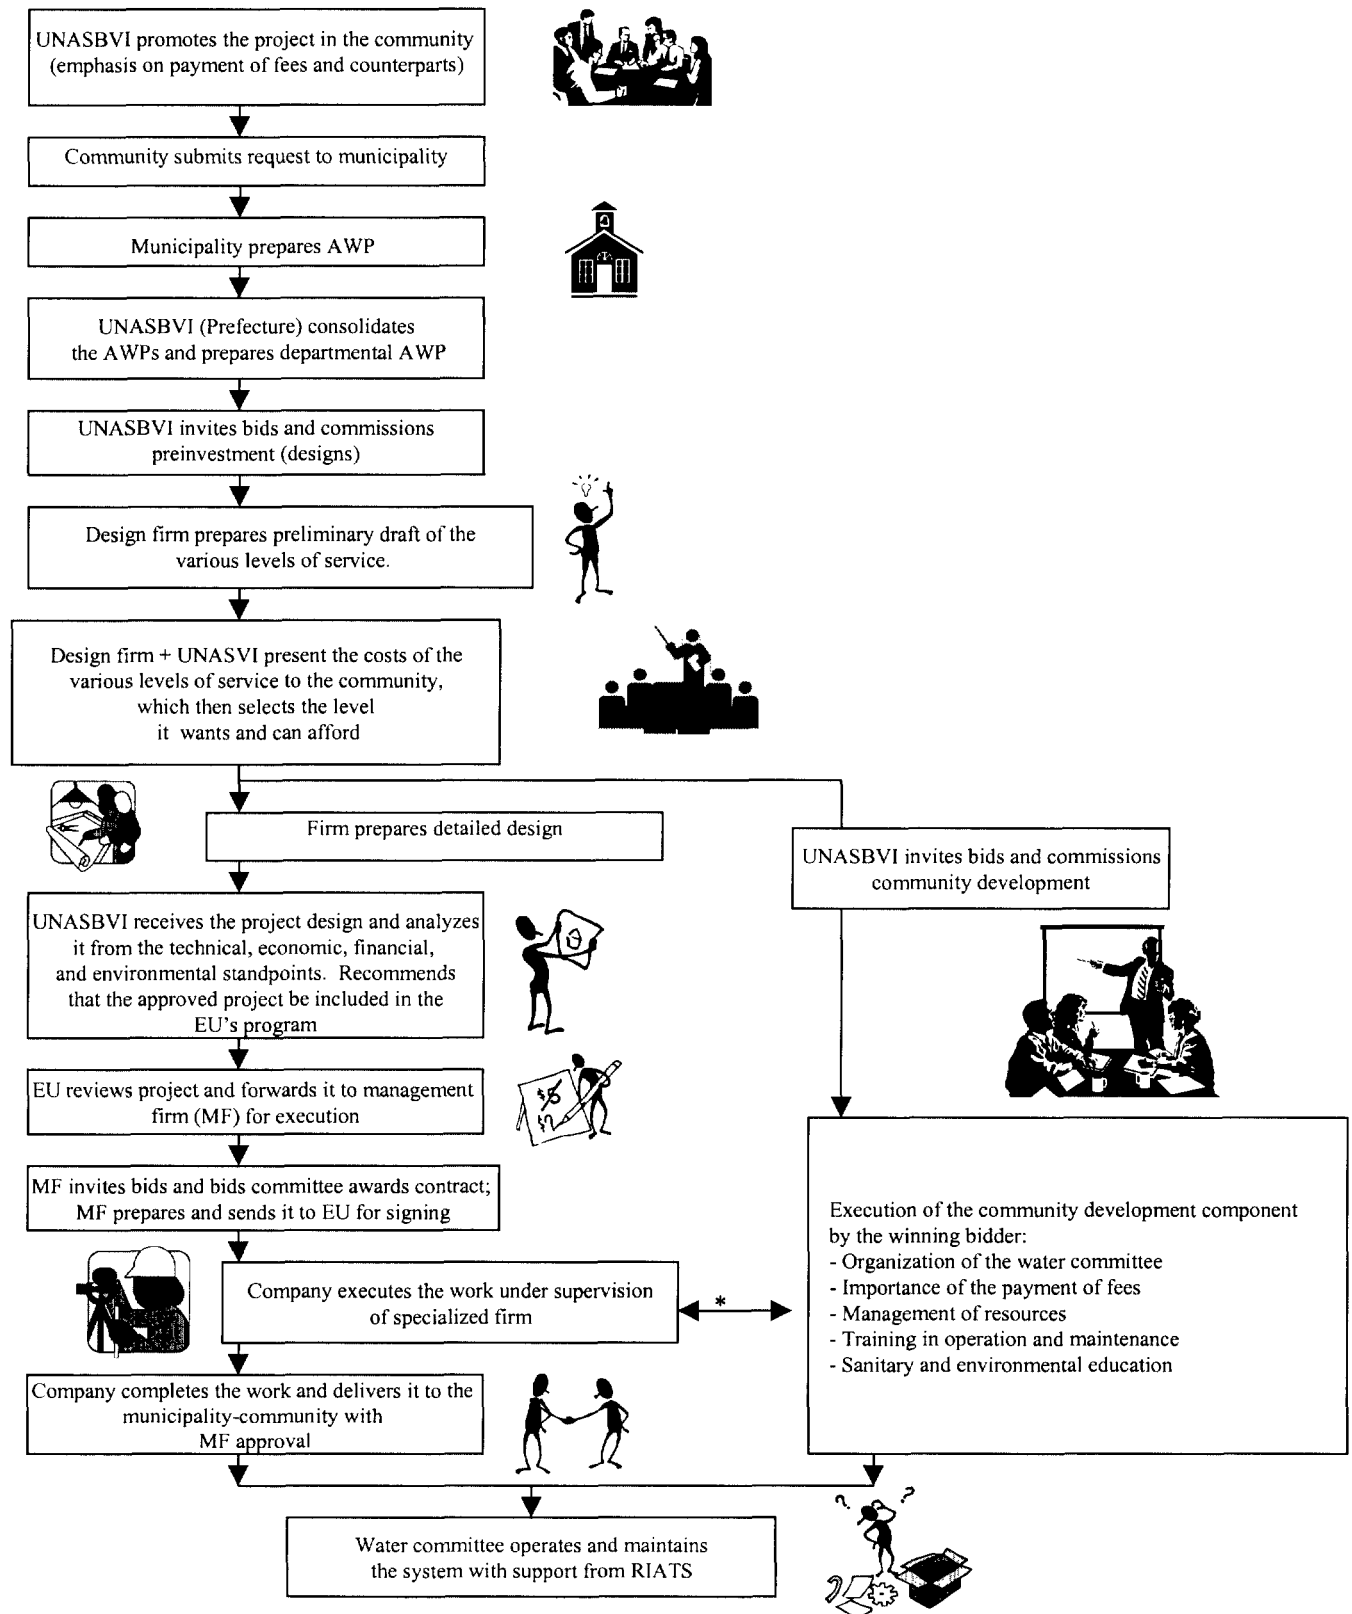 UNASBVI promotes the project in the community
(emphasis on payment of fees and counterparts)
Community submits request to municipality
Municipality prepares AWP
UNASBVI (Prefecture) consolidates
the AWPs and prepares departmental AWP
UNASBVI invites bids and commissions
preinvestment (designs)
Design firm prepares preliminary draft of the
various levels of service.
Design firm + UNASVI present the costs of the
various levels of service to the community,
which then selects the level
it wants and can afford
Firm prepares detailed design
UNASBVI invites bids and commissions
community development
UNASBVI receives the project design and analyzes
it from the technical, economic, financial,
and environmental standpoints. Recommends
that the approved project be included in the
EU's program
EU reviews project and forwards it to management
firm (MF) for execution
MF invites bids and bids committee awards contract;
MF prepares and sends it to EU for signing
Company executes the work under supervision
of specialized firm
*
Execution of the community development component
by the winning bidder:
- Organization of the water committee
- Importance of the payment of fees
- Management of resources
- Training in operation and maintenance
- Sanitary and environmental education
Company completes the work and delivers it to the
municipality-community with
MF approval
? ?
Water committee operates and maintains
the system with support from RIATS